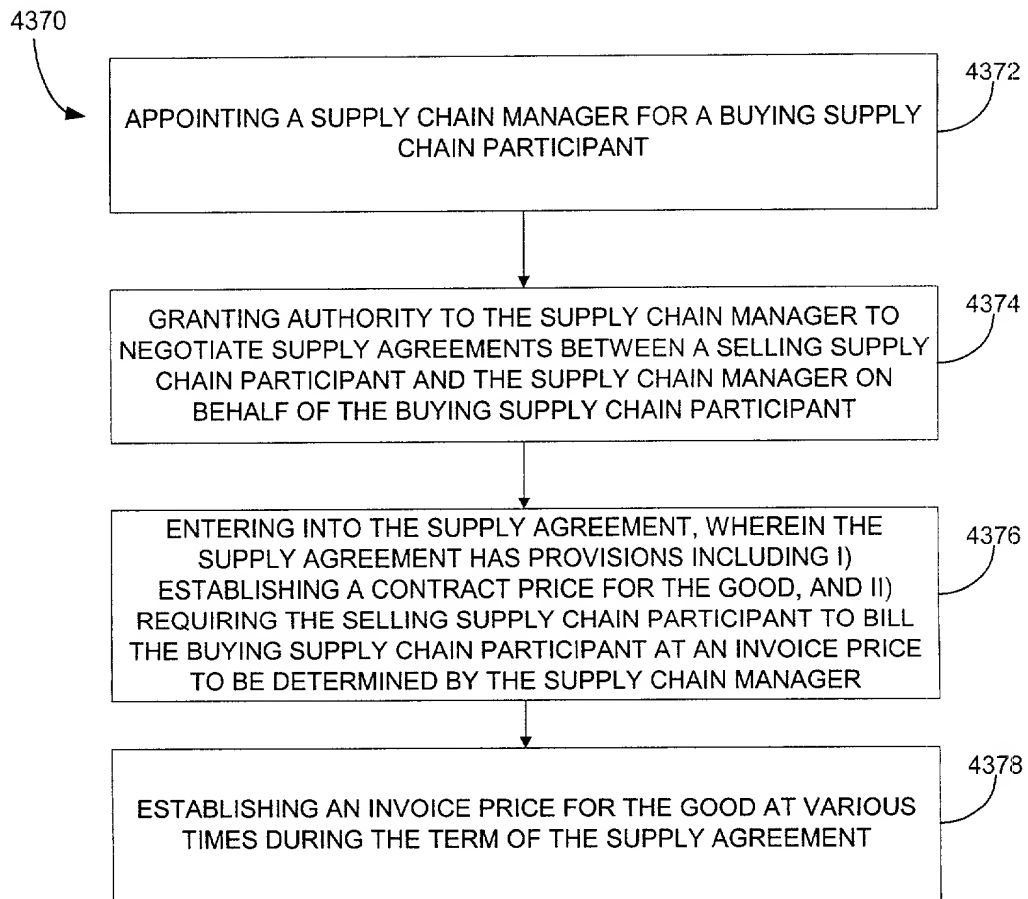 4370
4372
APPOINTING A SUPPLY CHAIN MANAGER FOR A BUYING SUPPLY
CHAIN PARTICIPANT
4374
GRANTING AUTHORITY TO THE SUPPLY CHAIN MANAGER TO
NEGOTIATE SUPPLY AGREEMENTS BETWEEN A SELLING SUPPLY
CHAIN PARTICIPANT AND THE SUPPLY CHAIN MANAGER ON
BEHALF OF THE BUYING SUPPLY CHAIN PARTICIPANT
4376
ENTERING INTO THE SUPPLY AGREEMENT, WHEREIN THE
SUPPLY AGREEMENT HAS PROVISIONS INCLUDING I)
ESTABLISHING A CONTRACT PRICE FOR THE GOOD, AND II)
REQUIRING THE SELLING SUPPLY CHAIN PARTICIPANT TO BILL
THE BUYING SUPPLY CHAIN PARTICIPANT AT AN INVOICE PRICE
TO BE DETERMINED BY THE SUPPLY CHAIN MANAGER
4378
ESTABLISHING AN INVOICE PRICE FOR THE GOOD AT VARIOUS
TIMES DURING THE TERM OF THE SUPPLY AGREEMENT